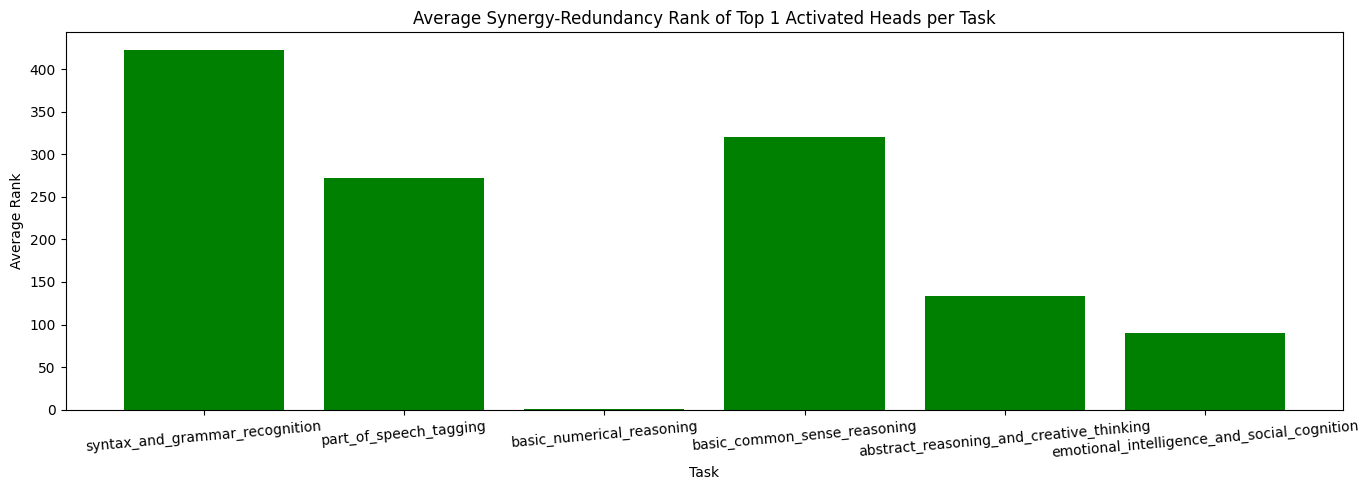 Average Synergy-Redundancy Rank of Top 1 Activated Heads per Task
400
350
300
250
200
150
100
50
0
Average Rank
syntax_and_grammar_recognition
part_of_speech_tagging
basic_numerical_reasoning
basic_common_sense_reasoning
abstract_reasoning_and_creative_thinking
emotional_intelligence_and_social_cognition
Task